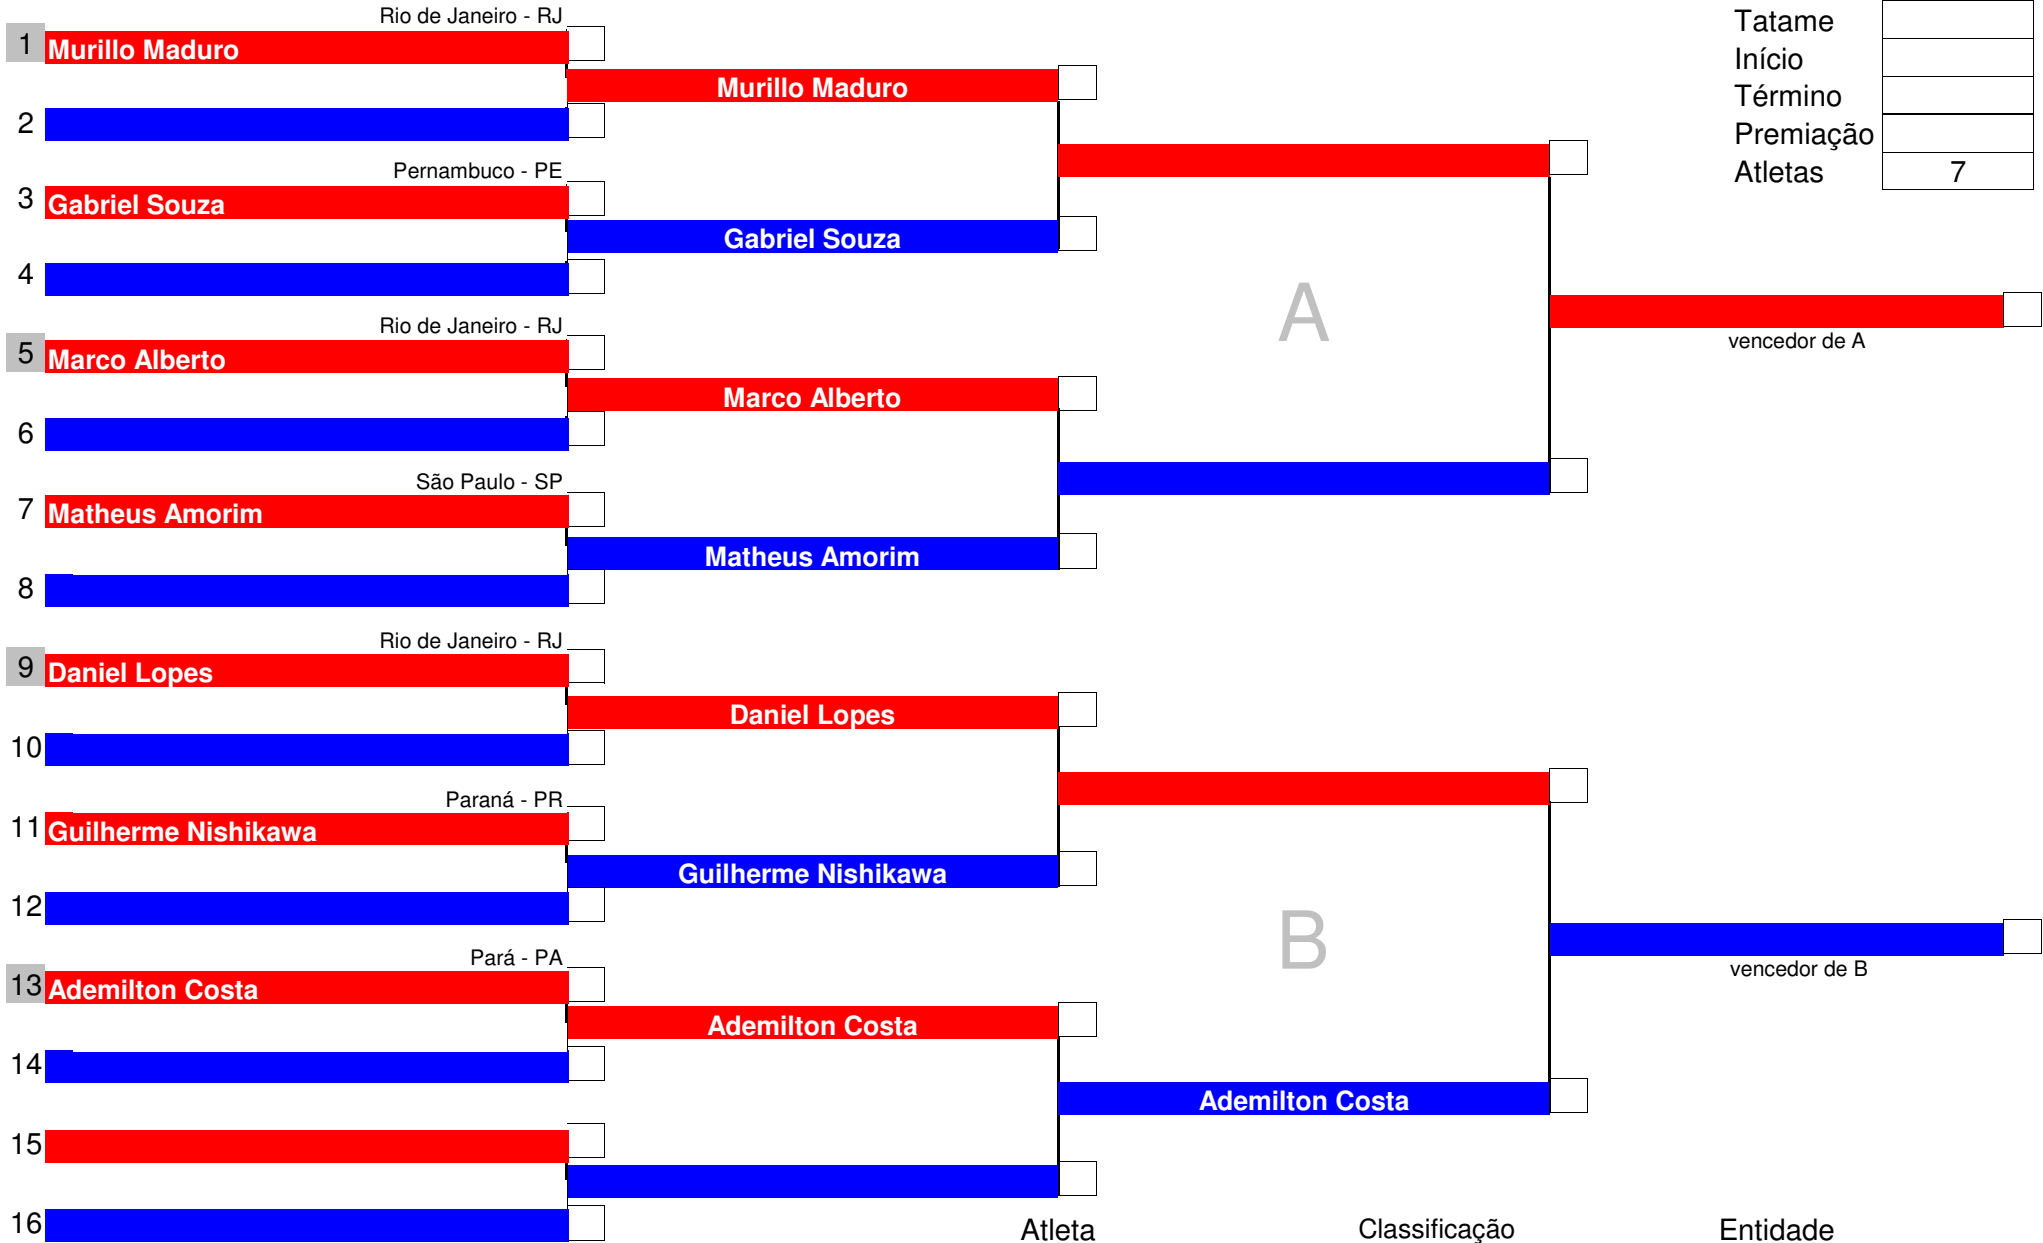 Rio de Janeiro - RJ
1 Murillo Maduro
Murillo Maduro
2
Pernambuco - PE
3 Gabriel Souza
Gabriel Souza
4
Rio de Janeiro - RJ
5 Marco Alberto
Marco Alberto
6
São Paulo - SP
7 Matheus Amorim
Matheus Amorim
8
Rio de Janeiro - RJ
9 Daniel Lopes
Daniel Lopes
10
Paraná - PR
11 Guilherme Nishikawa
Guilherme Nishikawa
12
Pará - PA
13 Ademilton Costa
Ademilton Costa
14
Ademilton Costa
15
16
A
B
vencedor de A
vencedor de B
Tatame
Início
Término
Premiação
Atletas 7
Atleta Classificação Entidade